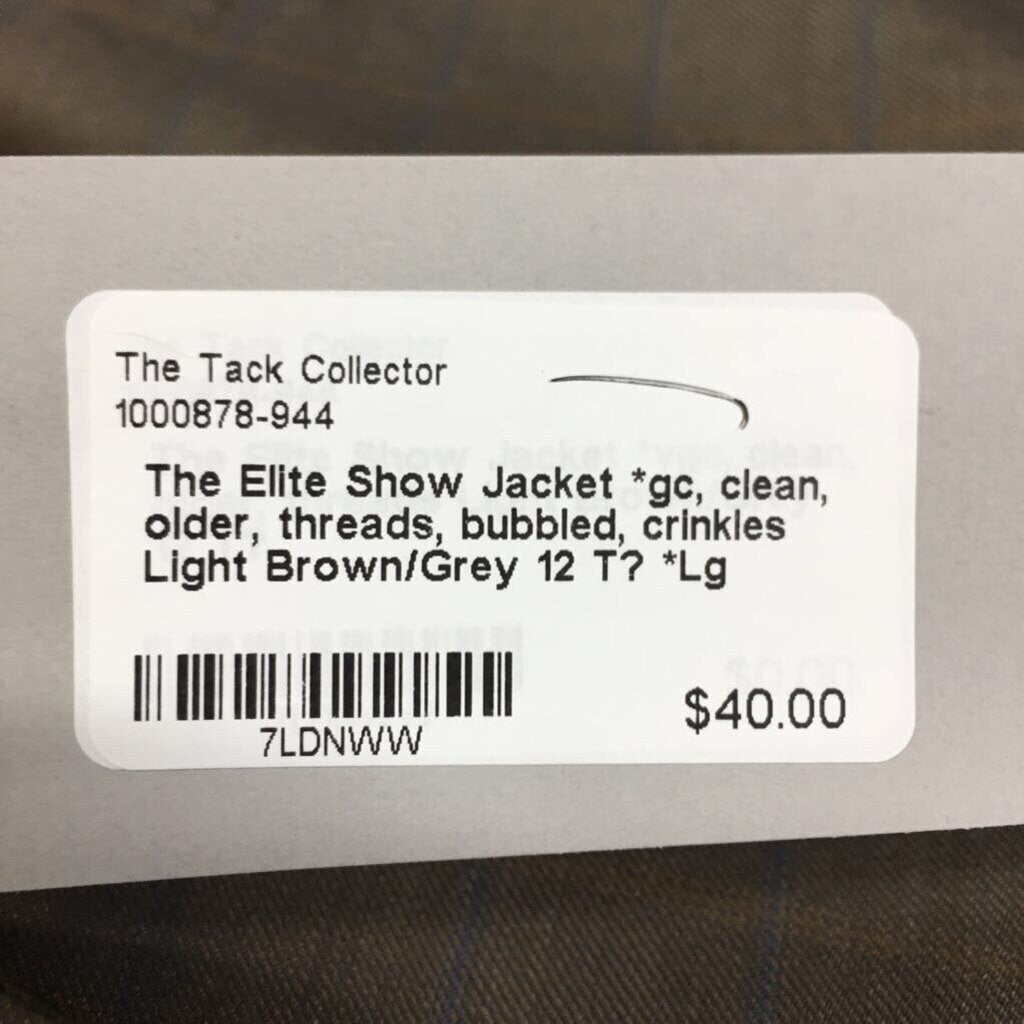 The Tack Collector
1000878-944
The Elite Show Jacket *gc, clean,
older, threads, bubbled, crinkles
Light Brown/Grey 12 T? *Lg
7LDNWW
$40.00